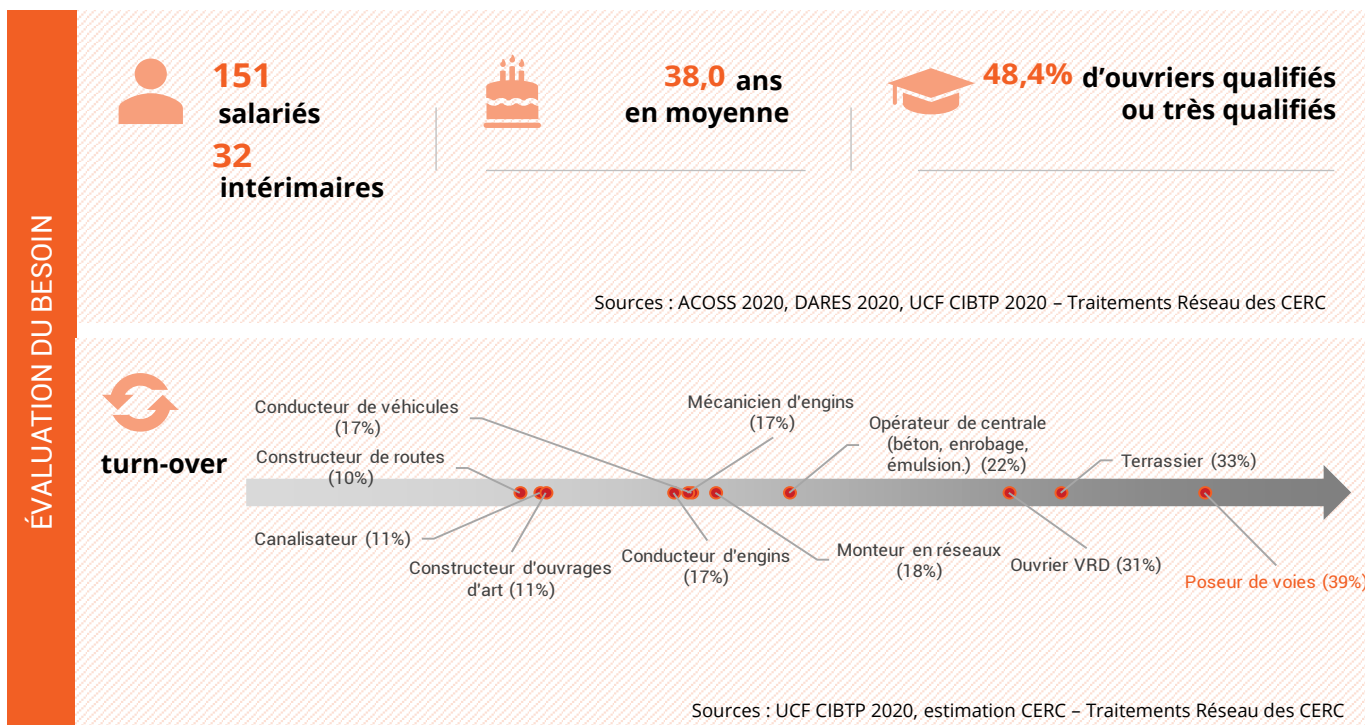 ÉVALUATION DU BESOIN
151
salariés
32
intérimaires
38,0 ans
en moyenne
48,4% d'ouvriers qualifiés
ou très qualifiés
Sources : ACOSS 2020, DARES 2020, UCF CIBTP 2020 – Traitements Réseau des CERC
turn-over
Conducteur de véhicules
(17%)
Constructeur de routes
(10%)
Canalisateur (11%)
Constructeur d'ouvrages
d'art (11%)
Mécanicien d'engins
(17%)
Conducteur d'engins
(17%)
Opérateur de centrale
(béton, enrobage,
émulsion.) (22%)
Monteur en réseaux
(18%)
Ouvrier VRD (31%)
Terrassier (33%)
Poseur de voies (39%)
Sources : UCF CIBTP 2020, estimation CERC – Traitements Réseau des CERC